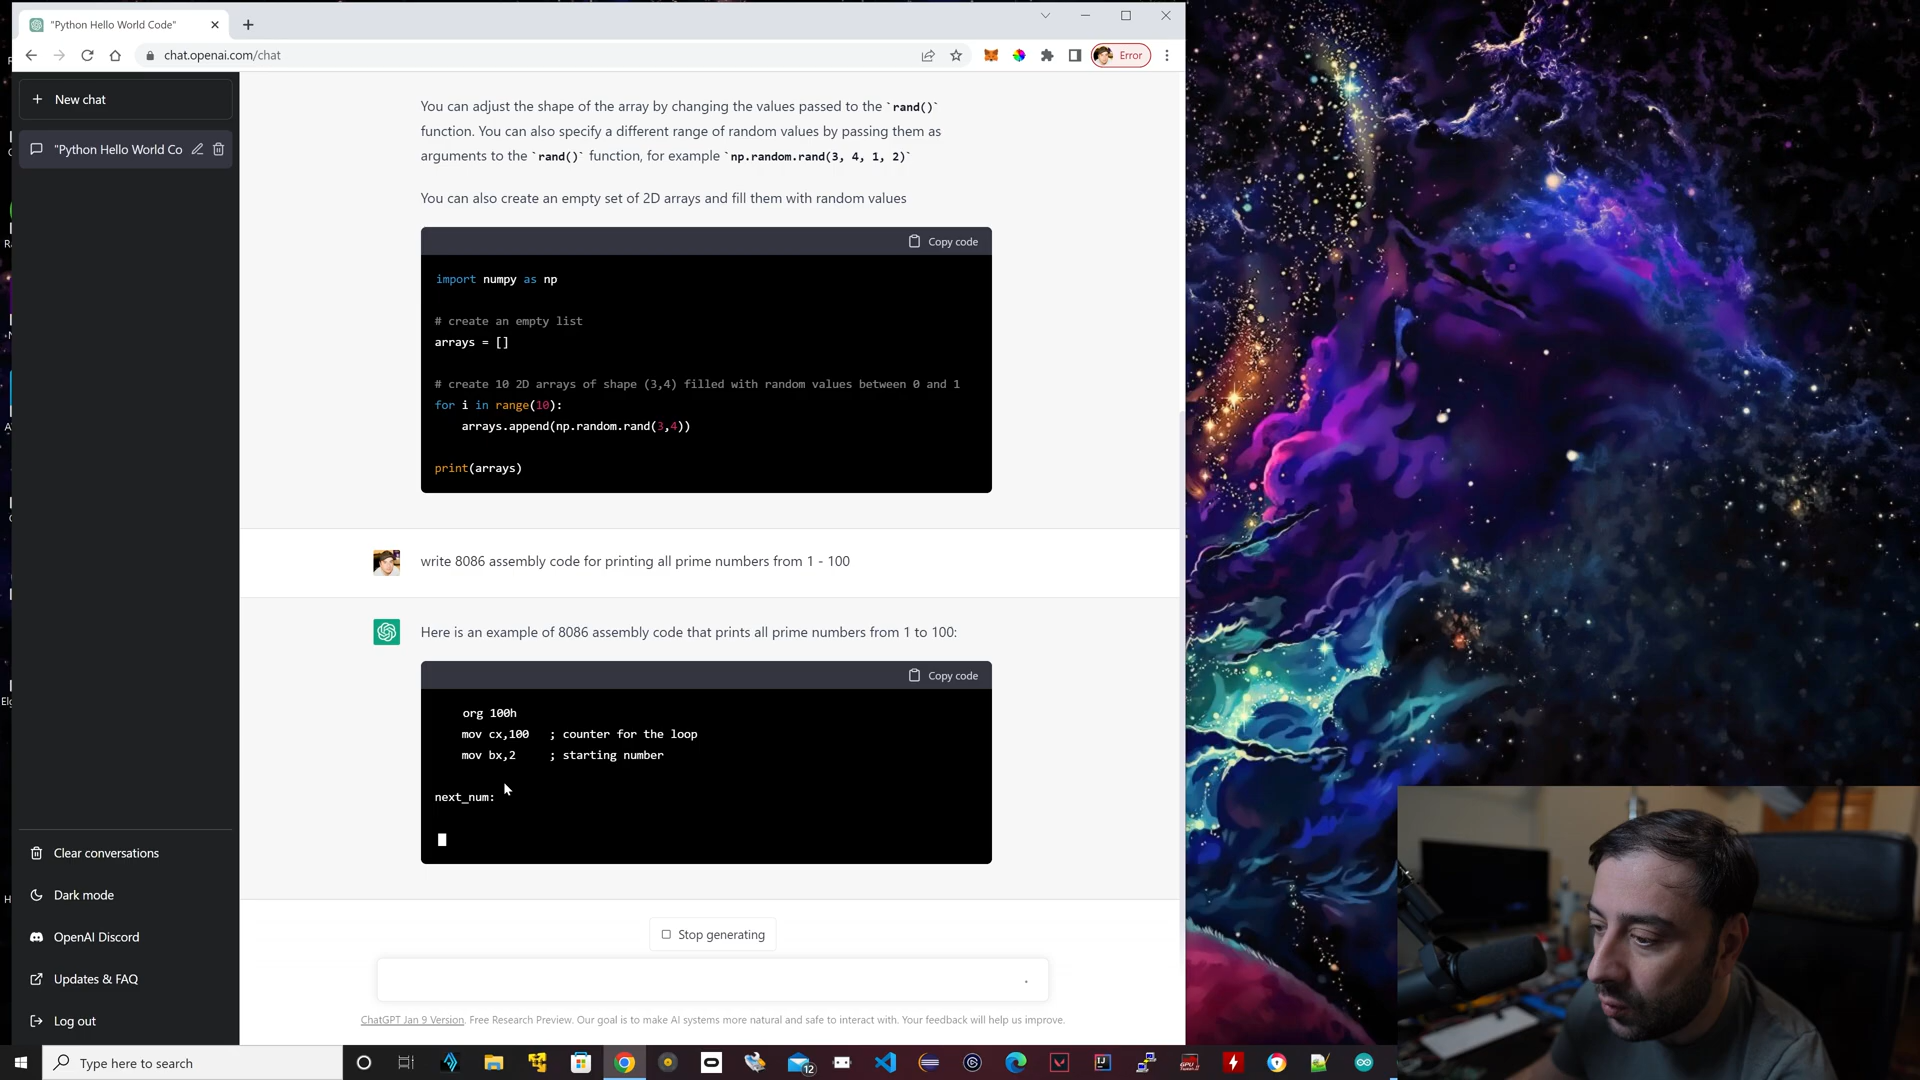 "Python Hello World Code"
chat.openai.com/chat
Error
New chat
"Python Hello World Co
You can adjust the shape of the array by changing the values passed to the `rand()`
function. You can also specify a different range of random values by passing them as
arguments to the `rand()` function, for example `np.random.rand(3, 4, 1, 2)`
You can also create an empty set of 2D arrays and fill them with random values
Copy code
import numpy as np
# create an empty list
arrays = []
# create 10 2D arrays of shape (3,4) filled with random values between 0 and 1
for i in range(10):
arrays.append(np.random.rand(3,4))
print(arrays)
write 8086 assembly code for printing all prime numbers from 1 - 100
Here is an example of 8086 assembly code that prints all prime numbers from 1 to 100:
Copy code
org 100h
mov cx,100 ; counter for the loop
mov bx,2 ; starting number
next_num:
Clear conversations
Dark mode
OpenAI Discord
Updates & FAQ
Log out
Stop generating
ChatGPT Jan 9 Version. Free Research Preview. Our goal is to make AI systems more natural and safe to interact with. Your feedback will help us improve.
Type here to search
12